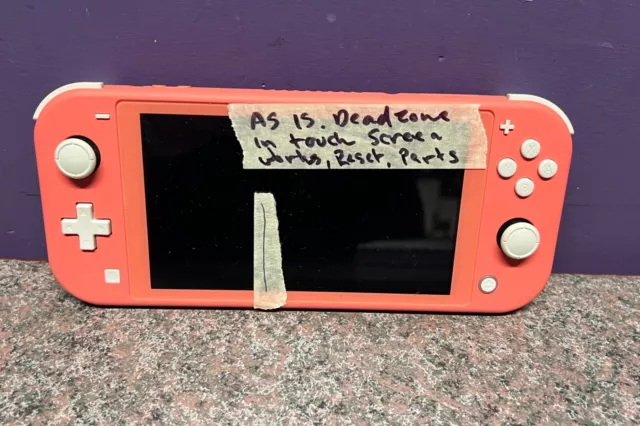 As is. Deadzone
in touch Screen
works, Reset, Parts